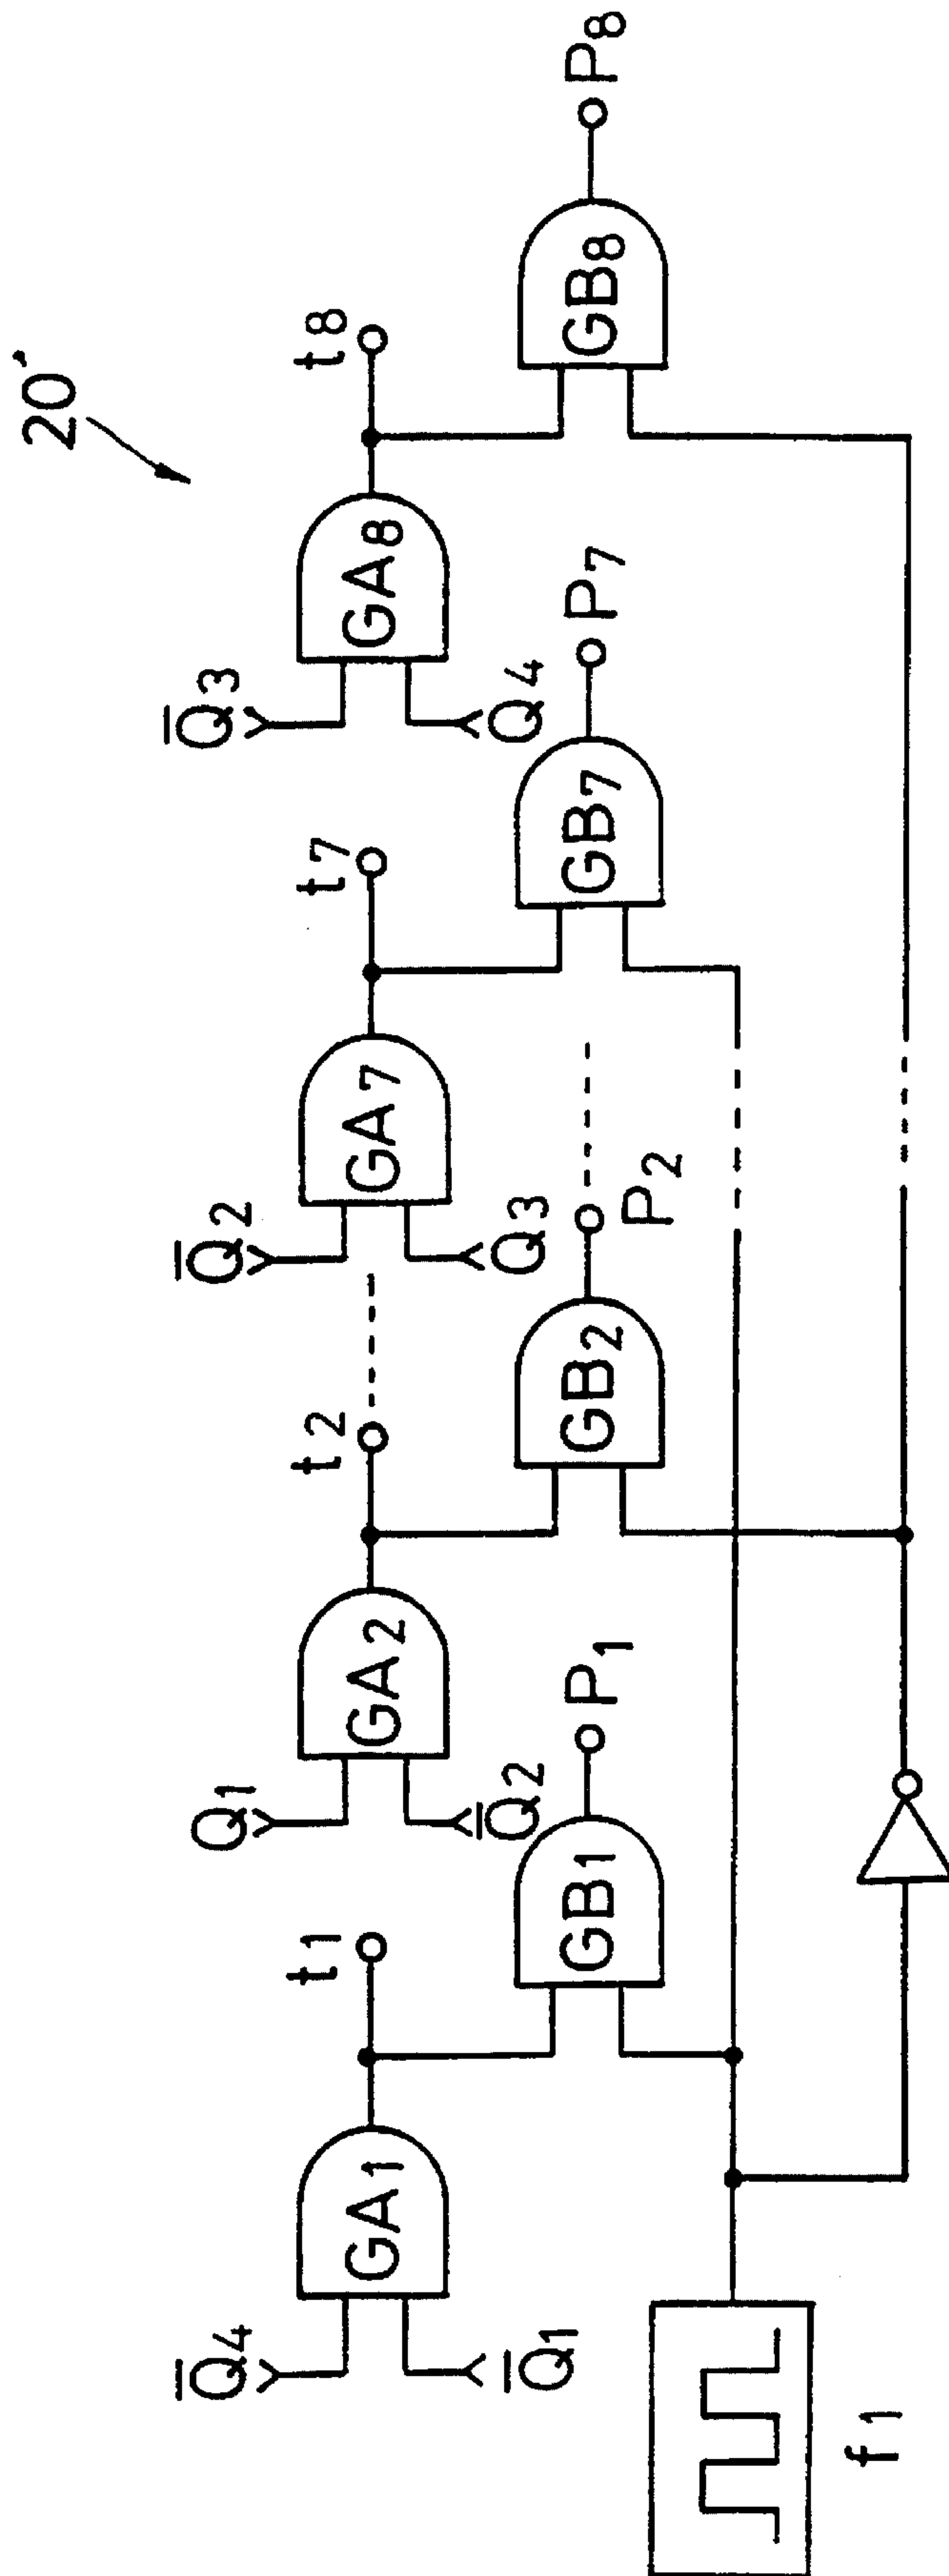 20'
Q̄4
Q̄1
GA1
t1
Q1
Q̄2
GA2
t2
Q̄2
Q3
GA7
t7
Q̄3
Q4
GA8
t8
GB1
P1
GB2
P2
GB7
P7
GB8
P8
f1